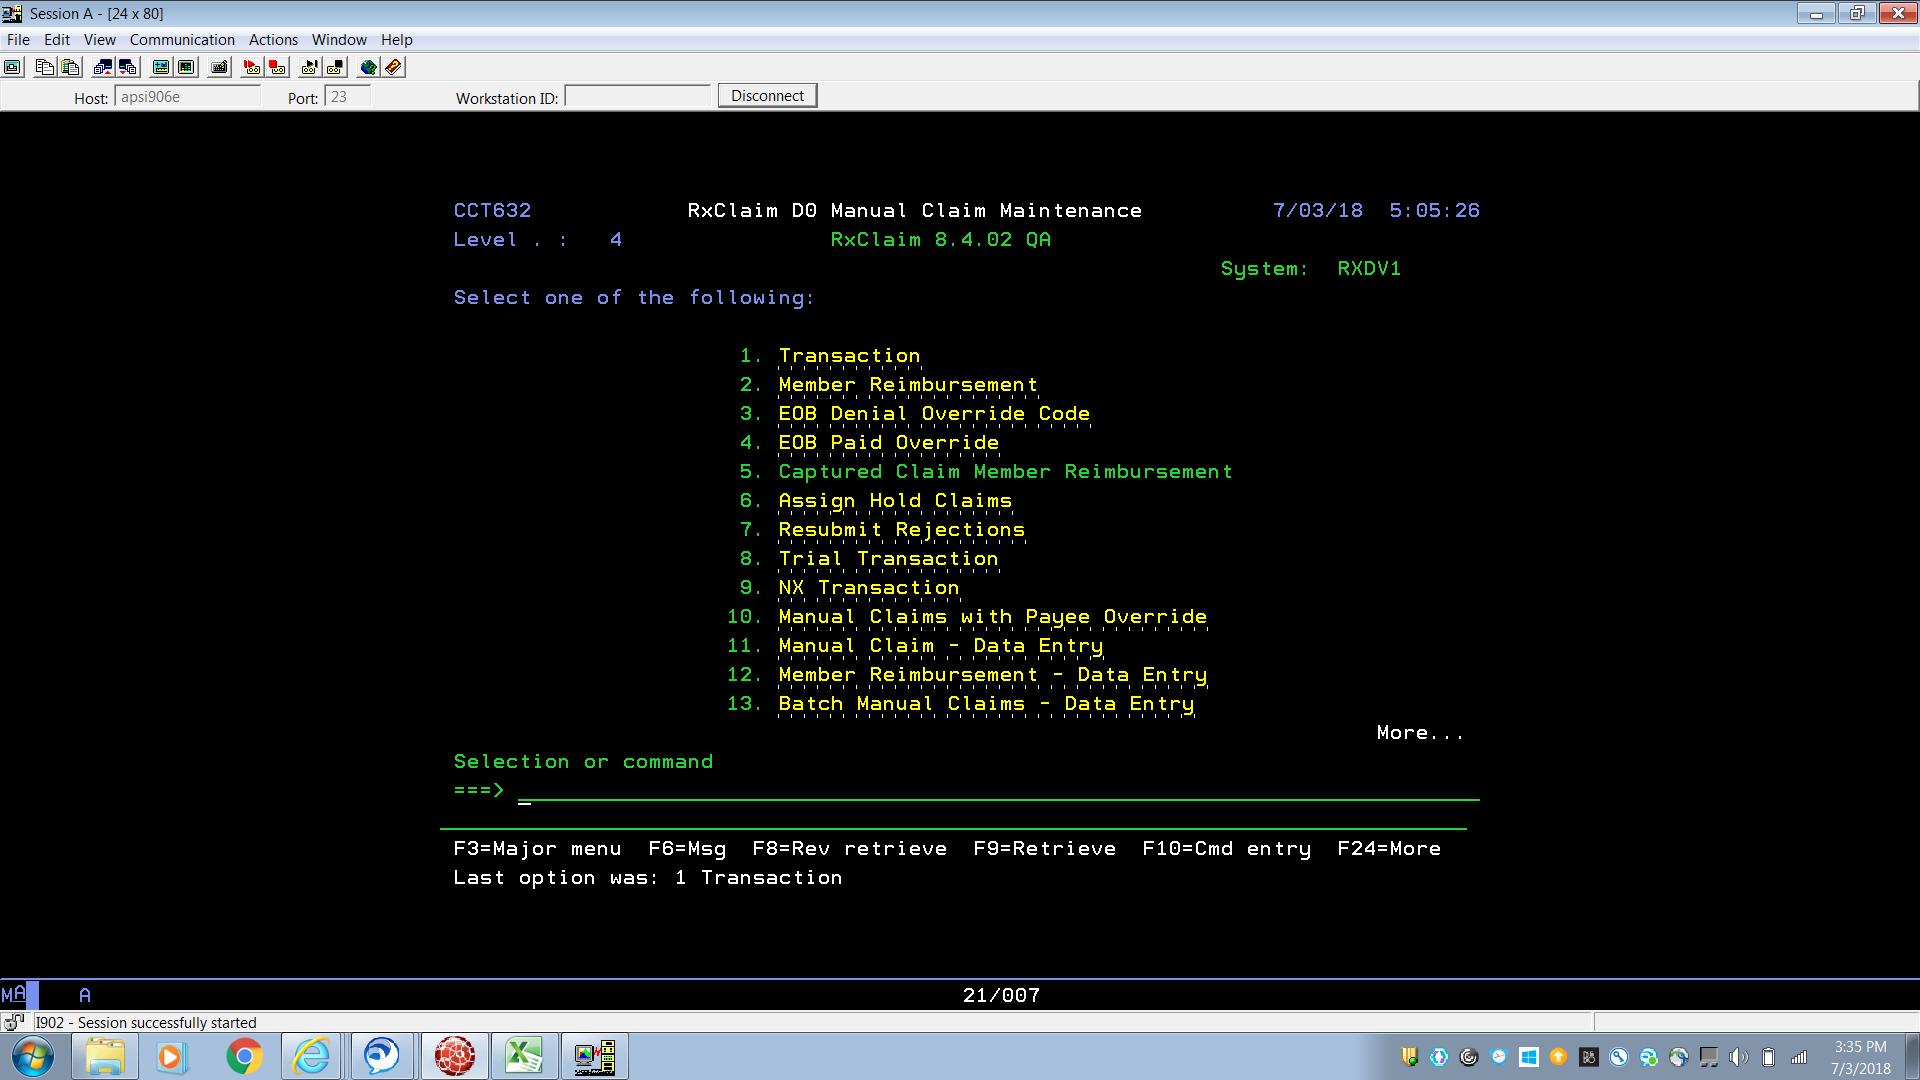 Session A - [24 x 80]
File Edit View Communication Actions Window Help
Host: apsi906e Port: 23 Workstation ID: Disconnect
CCT632 RxClaim D0 Manual Claim Maintenance 7/03/18 5:05:26
Level . : 4 RxClaim 8.4.02 QA
System: RXDV1
Select one of the following:
1. Transaction
2. Member Reimbursement
3. EOB Denial Override Code
4. EOB Paid Override
5. Captured Claim Member Reimbursement
6. Assign Hold Claims
7. Resubmit Rejections
8. Trial Transaction
9. NX Transaction
10. Manual Claims with Payee Override
11. Manual Claim - Data Entry
12. Member Reimbursement - Data Entry
13. Batch Manual Claims - Data Entry
More...
Selection or command
===>
F3=Major menu F6=Msg F8=Rev retrieve F9=Retrieve F10=Cmd entry F24=More
Last option was: 1 Transaction
MA A 21/007
I902 - Session successfully started
3:35 PM
7/3/2018